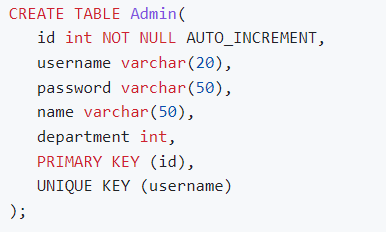 CREATE TABLE Admin(
id int NOT NULL AUTO_INCREMENT,
username varchar(20),
password varchar(50),
name varchar(50),
department int,
PRIMARY KEY (id),
UNIQUE KEY (username)
);